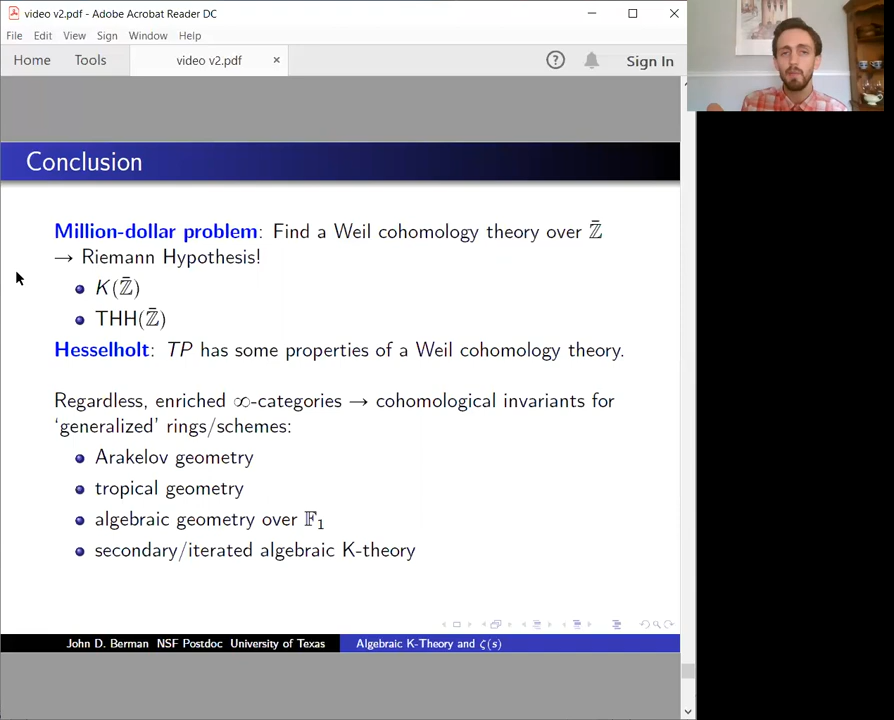 video v2.pdf - Adobe Acrobat Reader DC
File Edit View Sign Window Help
Home Tools video v2.pdf × ? Sign In
Conclusion
Million-dollar problem: Find a Weil cohomology theory over Z̄
→ Riemann Hypothesis!
K(Z̄)
THH(Z̄)
Hesselholt: TP has some properties of a Weil cohomology theory.
Regardless, enriched ∞-categories → cohomological invariants for
‘generalized’ rings/schemes:
Arakelov geometry
tropical geometry
algebraic geometry over 𝔽₁
secondary/iterated algebraic K-theory
John D. Berman NSF Postdoc University of Texas Algebraic K-Theory and ζ(s)